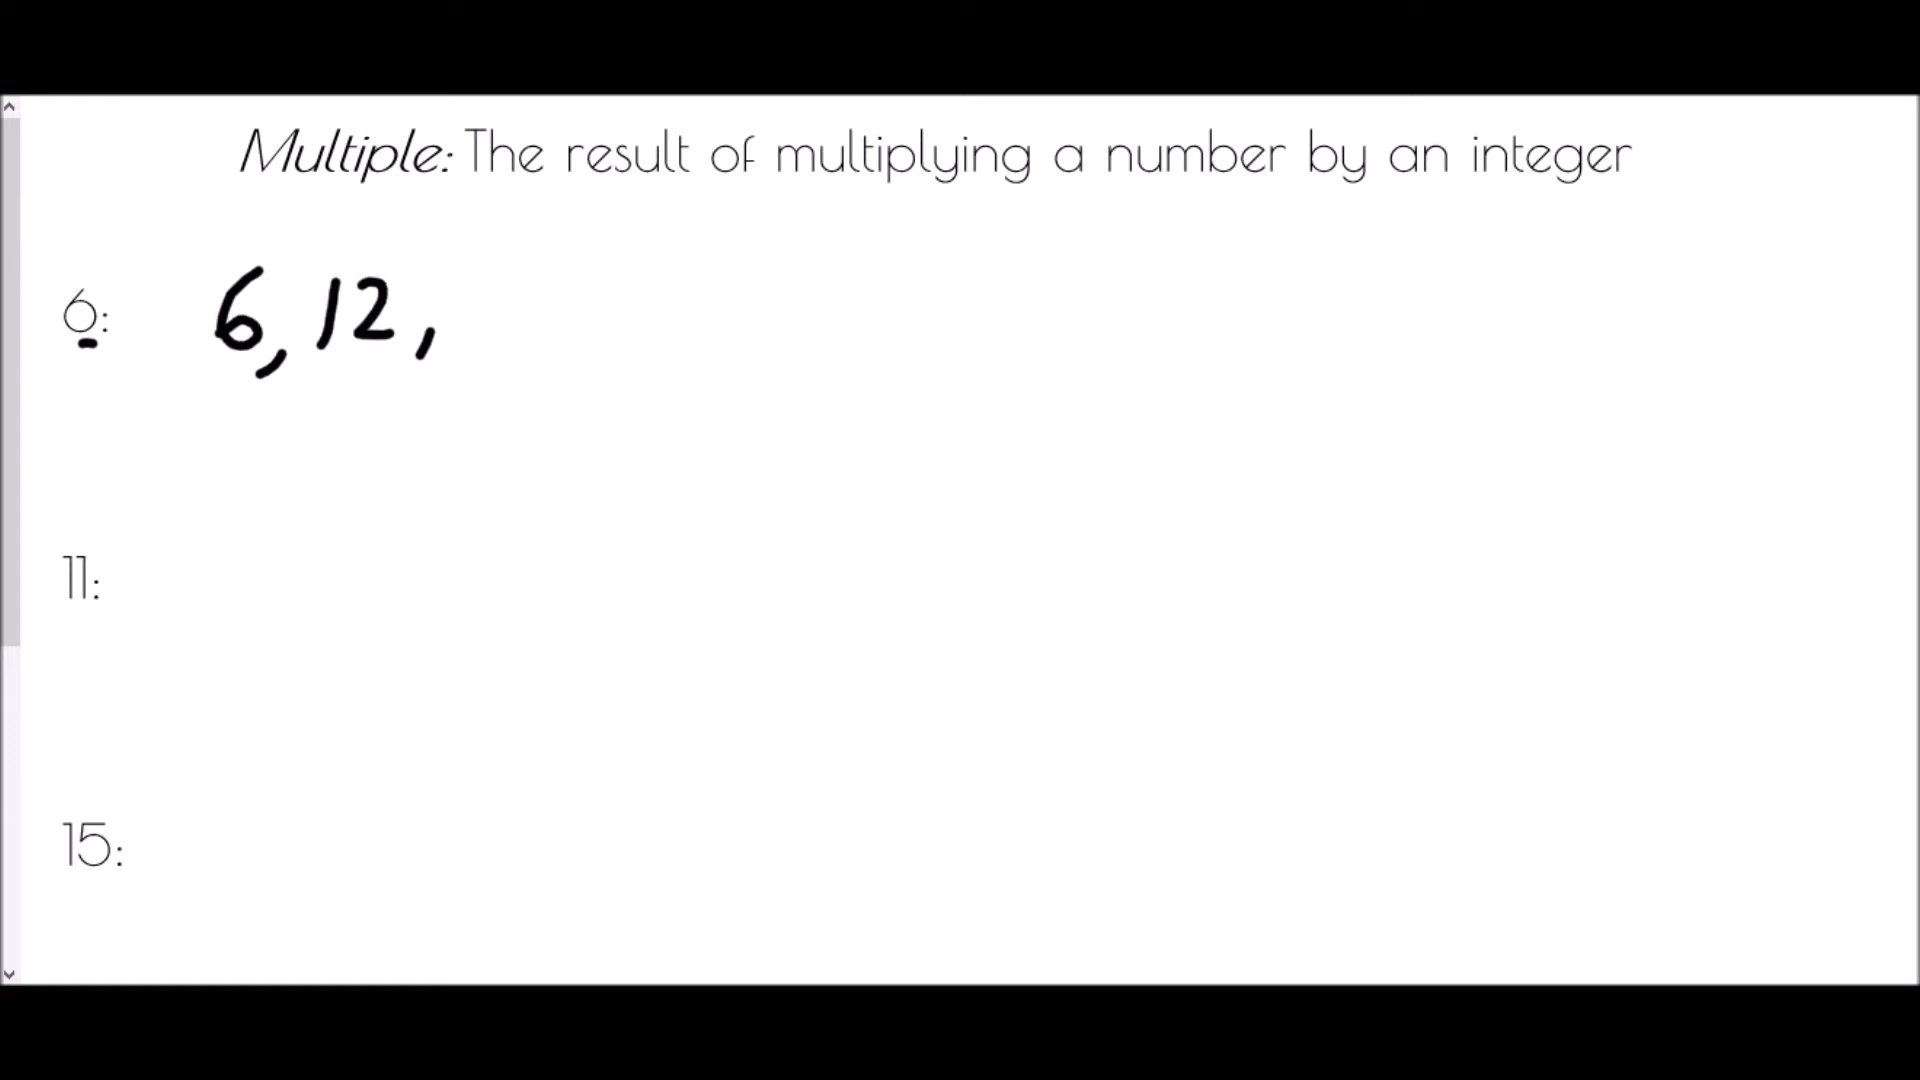 Multiple: The result of multiplying a number by an integer
6: 6, 12,
11:
15: